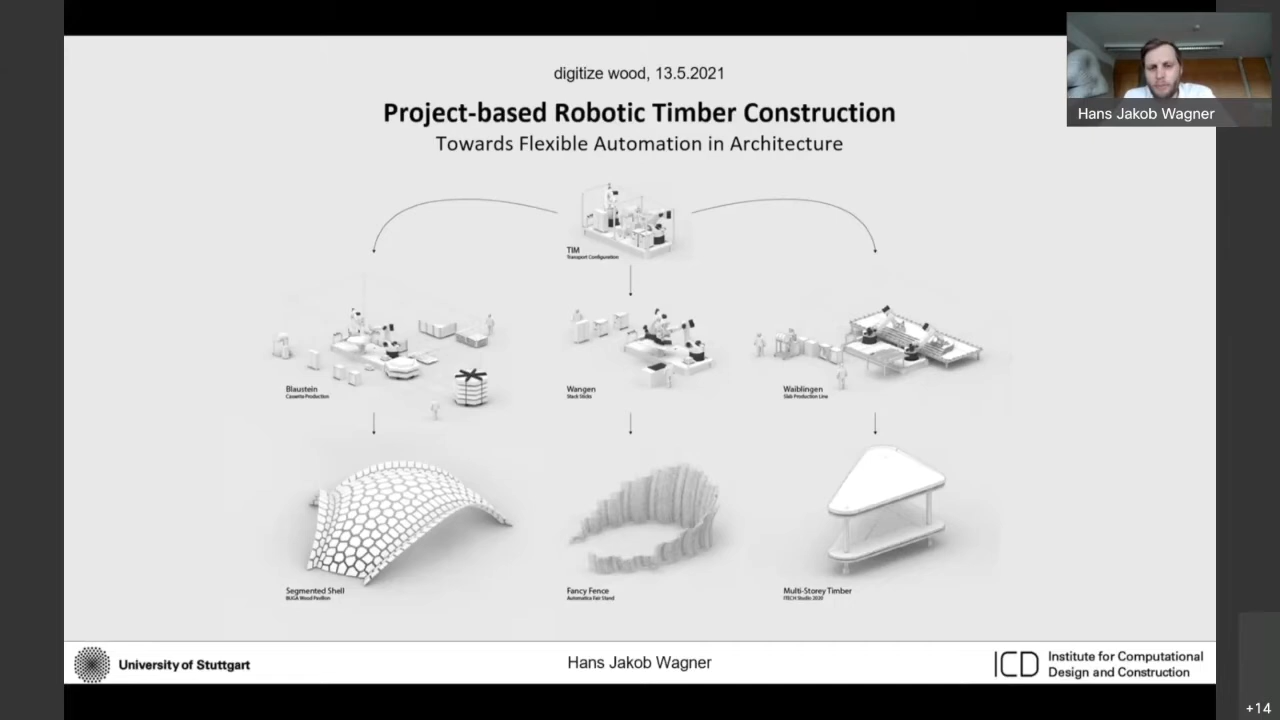 digitize wood, 13.5.2021
Project-based Robotic Timber Construction
Towards Flexible Automation in Architecture
Hans Jakob Wagner
TIM
Transport Configuration
Blaustein
Cassette Production
Wangen
Stack Sticks
Waiblingen
Slab Production Line
Segmented Shell
BUGA Wood Pavilion
Fancy Fence
Automatica Fair Stand
Multi-Storey Timber
ITECH Studio 2020
University of Stuttgart
Hans Jakob Wagner
ICD
Institute for Computational
Design and Construction
+14